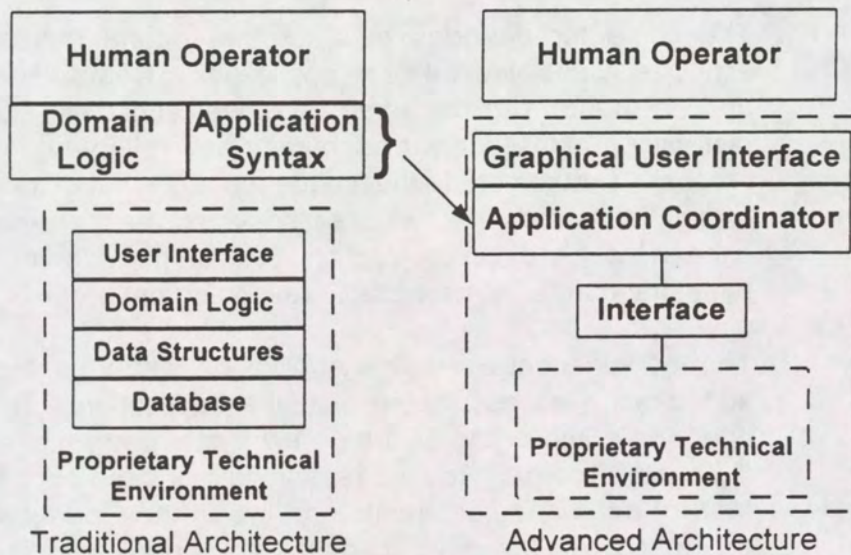 Human Operator
Domain
Logic
Application
Syntax
}
User Interface
Domain Logic
Data Structures
Database
Proprietary Technical
Environment
Traditional Architecture
Human Operator
Graphical User Interface
Application Coordinator
Interface
Proprietary Technical
Environment
Advanced Architecture